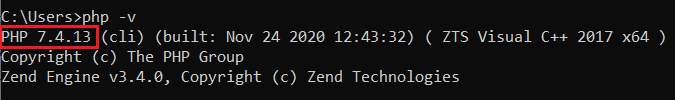 C:\Users>php -v
PHP 7.4.13 (cli) (built: Nov 24 2020 12:43:32) ( ZTS Visual C++ 2017 x64 )
Copyright (c) The PHP Group
Zend Engine v3.4.0, Copyright (c) Zend Technologies